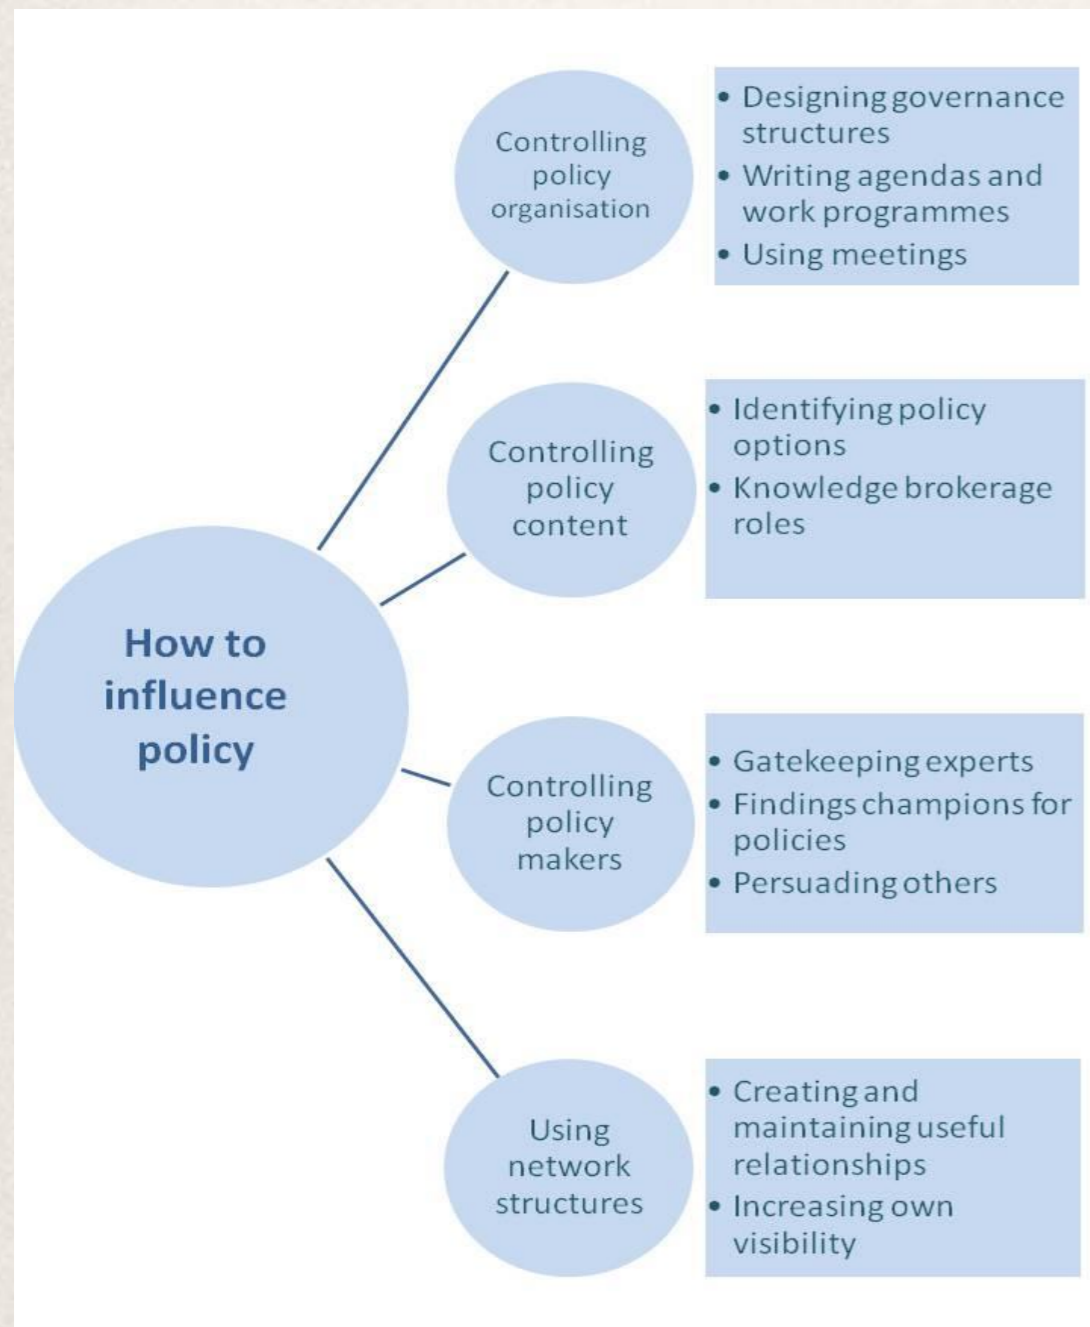 How to
influence
policy
Controlling
policy
organisation
• Designing governance
structures
• Writing agendas and
work programmes
• Using meetings
Controlling
policy
content
• Identifying policy
options
• Knowledge brokerage
roles
Controlling
policy
makers
• Gatekeeping experts
• Findings champions for
policies
• Persuading others
Using
network
structures
• Creating and
maintaining useful
relationships
• Increasing own
visibility